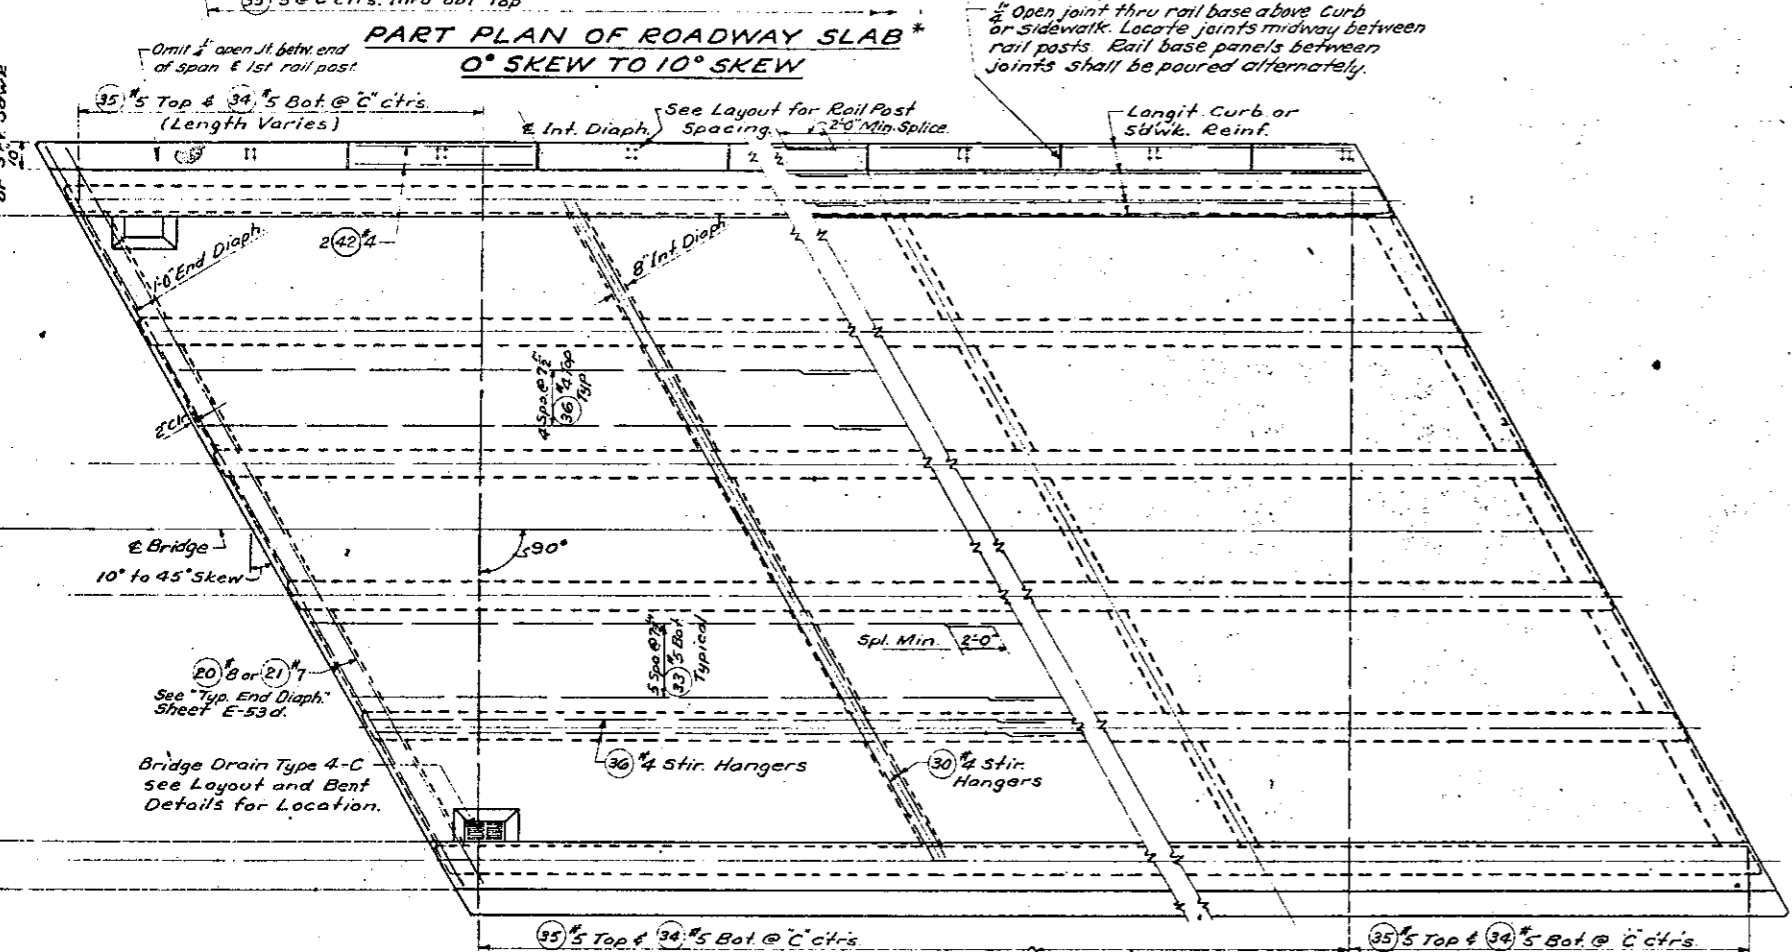 PART PLAN OF ROADWAY SLAB*
0° SKEW TO 10° SKEW
Omit ¼" open Jt. betw. end
of span & 1st rail post.
¼" Open joint thru rail base above Curb
or sidewalk. Locate joints midway between
rail posts. Rail base panels between
joints shall be poured alternately.
35 #5 Top & 34 #5 Bot. @ "C" ctrs.
(Length Varies)
℄ Int. Diaph.
See Layout for Rail Post
Spacing
2'-0" Min. Splice
Longit. Curb or
Sdwk. Reinf.
10"
2 42 #4
1'-0" End Diaph.
8" Int. Diaph.
4 Spa. @ 7½"
36 #4 Top
Typ.
2" Clr.
℄ Bridge
10° to 45° Skew
90°
5 Spa. @ 7½"
33 #5 Bot.
Typical
Spl. Min. 2'-0"
20 #8 or 21 #7
See "Typ. End Diaph."
Sheet E-53d.
36 #4 Stir. Hangers
30 #4 Stir.
Hangers
Bridge Drain Type 4-C
see Layout and Bent
Details for Location.
35 #5 Top & 34 #5 Bot. @ "C" ctrs.
35 #5 Top & 34 #5 Bot. @ "C" ctrs.